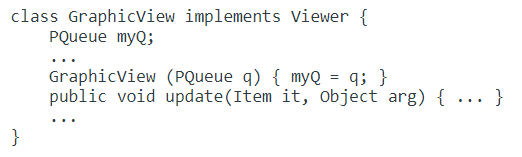 class GraphicView implements Viewer {
    PQueue myQ;
    ...
    GraphicView (PQueue q) { myQ = q; }
    public void update(Item it, Object arg) { ... }
    ...
}